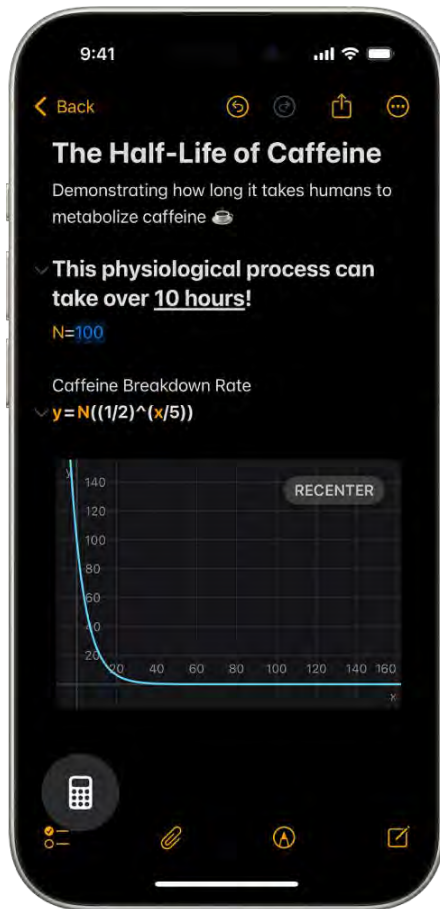 9:41
Back
The Half-Life of Caffeine
Demonstrating how long it takes humans to
metabolize caffeine ☕
This physiological process can
take over 10 hours!
N=100
Caffeine Breakdown Rate
y=N((1/2)^(x/5))
y
RECENTER
140
120
100
80
60
40
20
20 40 60 80 100 120 140 160
x